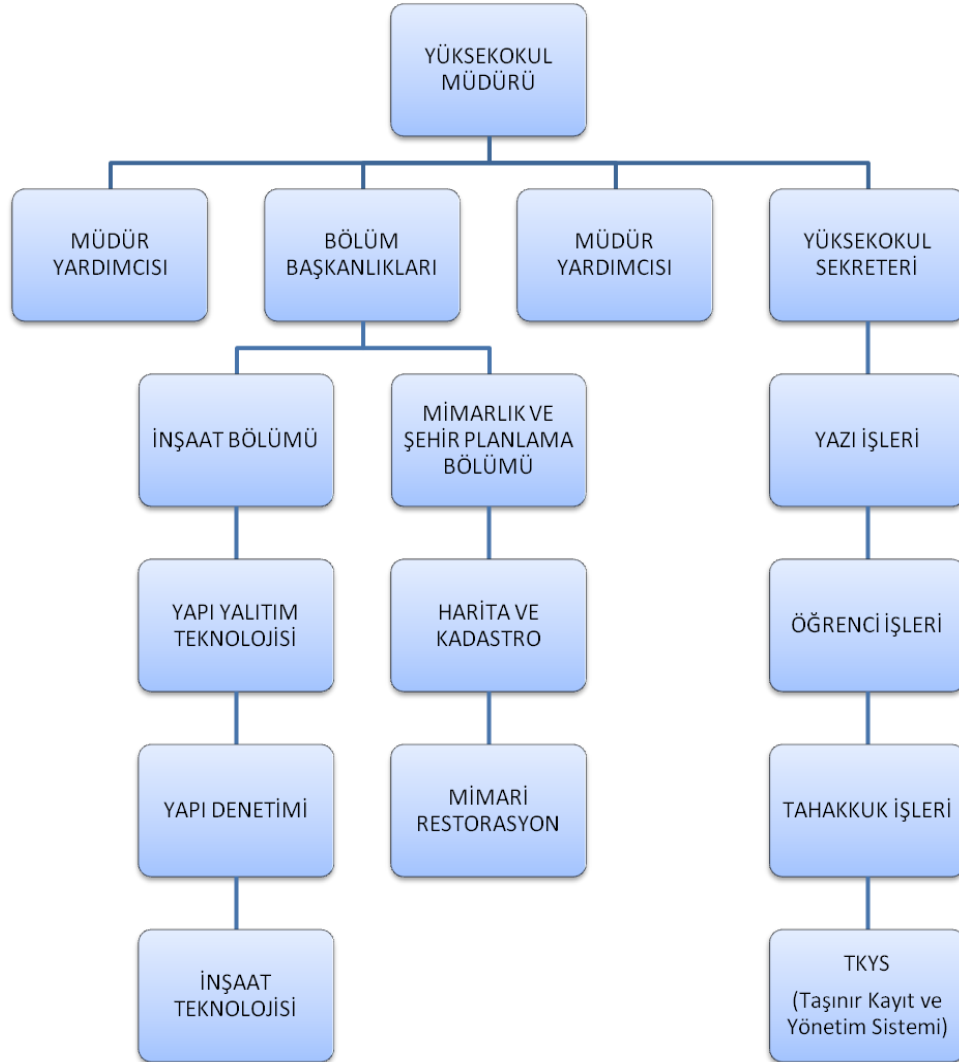 YÜKSEKOKUL
MÜDÜRÜ
MÜDÜR
YARDIMCISI
BÖLÜM
BAŞKANLIKLARI
MÜDÜR
YARDIMCISI
YÜKSEKOKUL
SEKRETERİ
İNŞAAT BÖLÜMÜ
MİMARLIK VE
ŞEHİR PLANLAMA
BÖLÜMÜ
YAZI İŞLERİ
YAPI YALITIM
TEKNOLOJİSİ
HARİTA VE
KADASTRO
ÖĞRENCİ İŞLERİ
YAPI DENETİMİ
MİMARİ
RESTORASYON
TAHAKKUK İŞLERİ
İNŞAAT
TEKNOLOJİSİ
TKYS
(Taşınır Kayıt ve
Yönetim Sistemi)